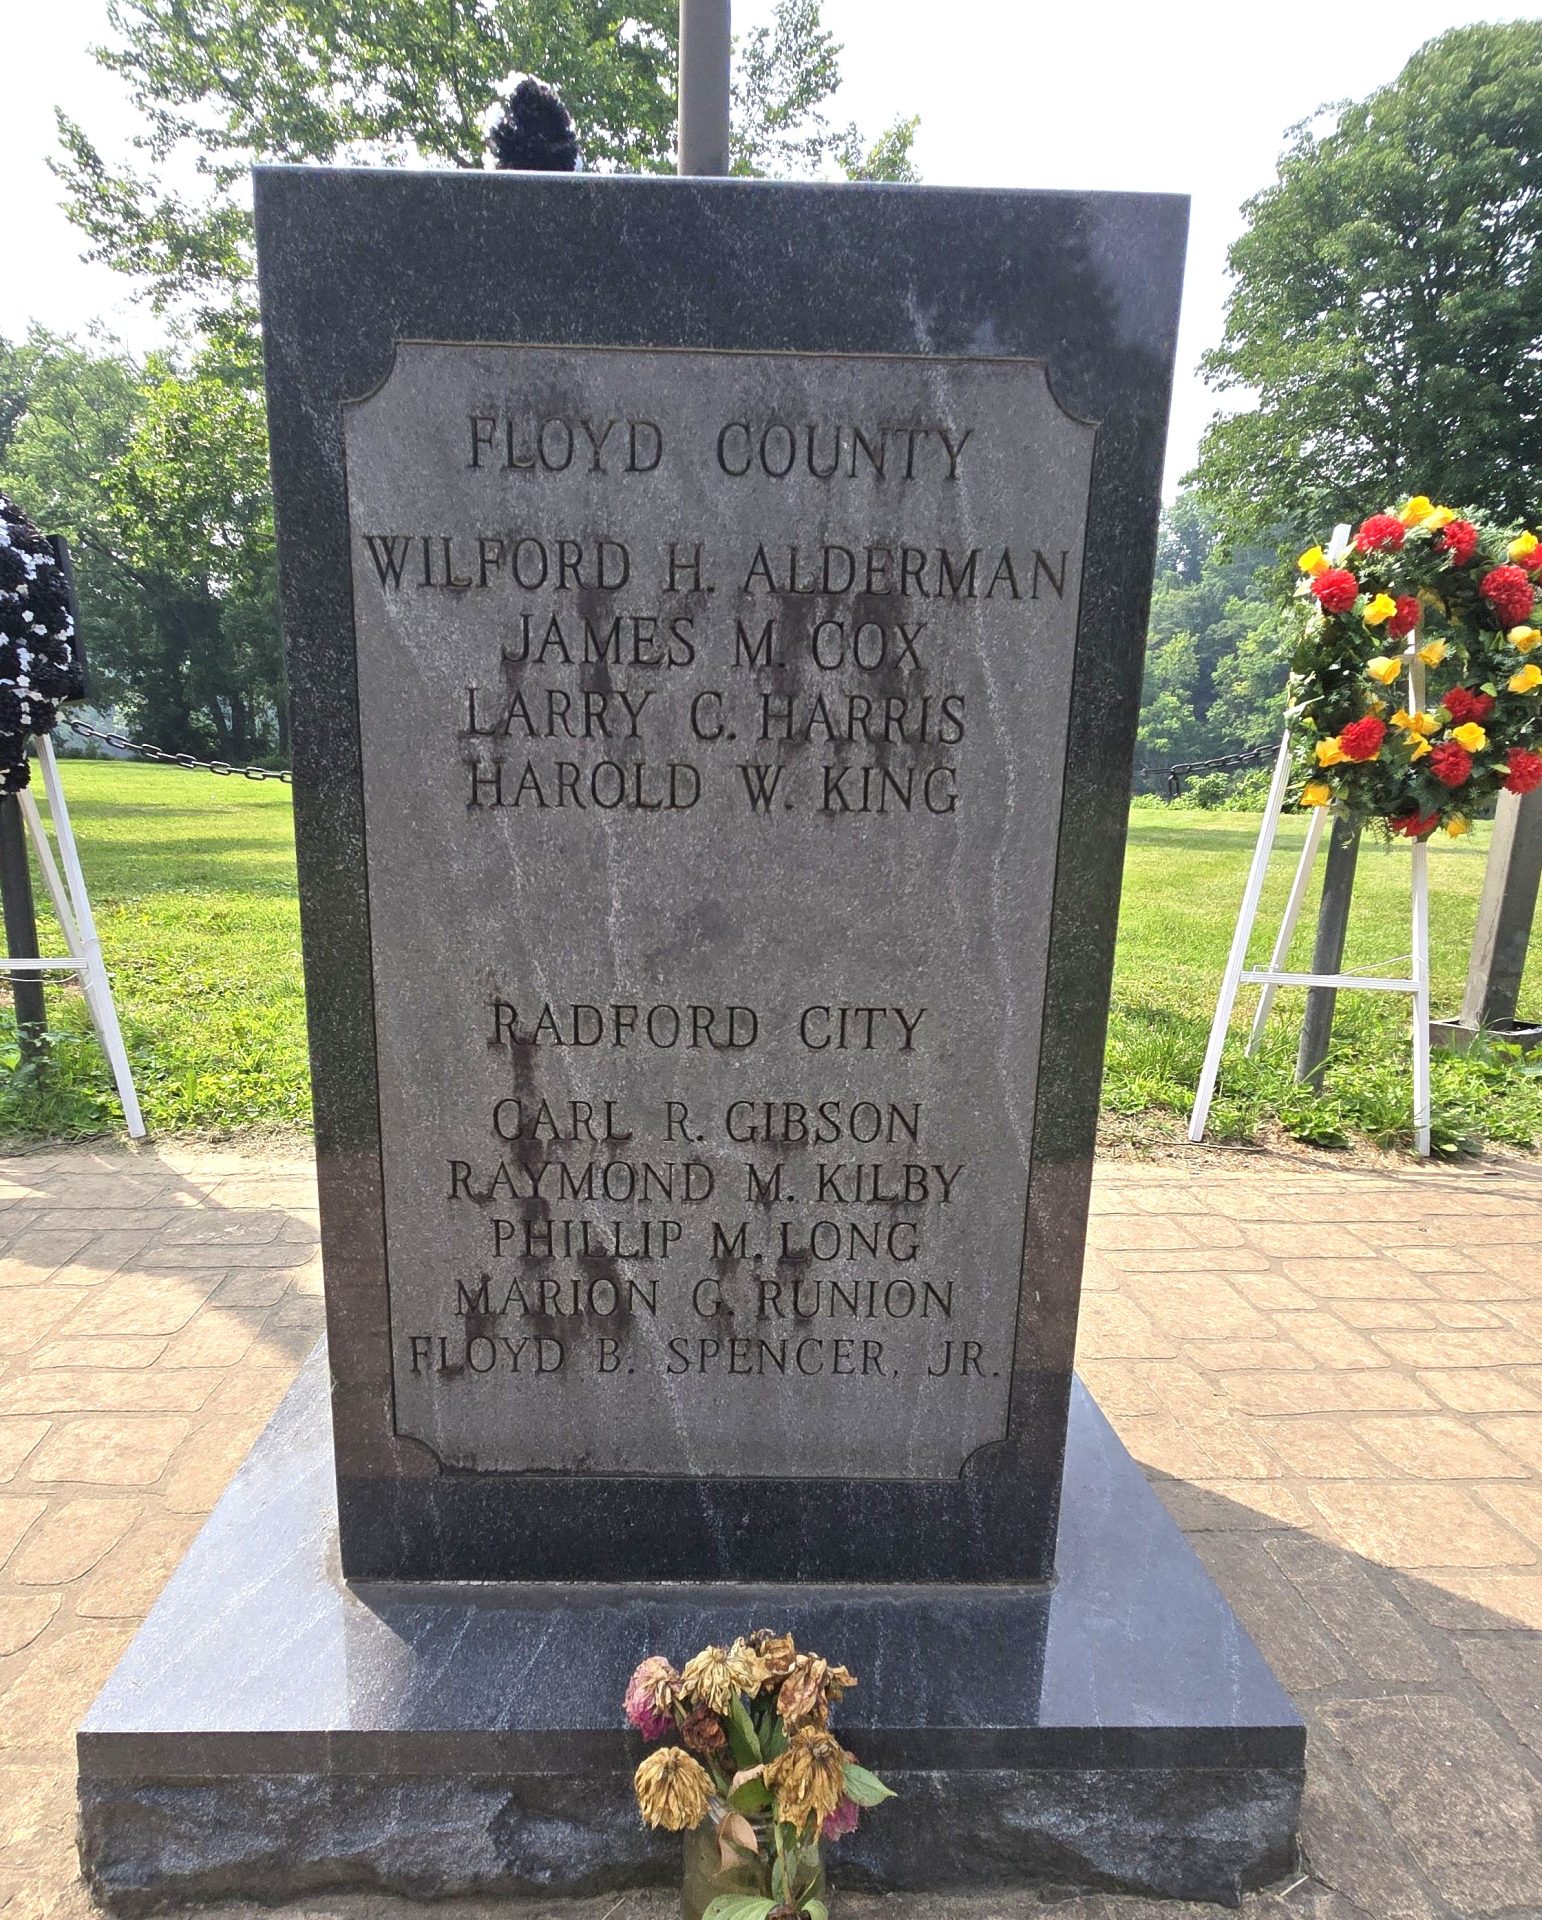 FLOYD COUNTY
WILFORD H. ALDERMAN
JAMES M. COX
LARRY C. HARRIS
HAROLD W. KING
RADFORD CITY
CARL R. GIBSON
RAYMOND M. KILBY
PHILLIP M. LONG
MARION G. RUNION
FLOYD B. SPENCER, JR.